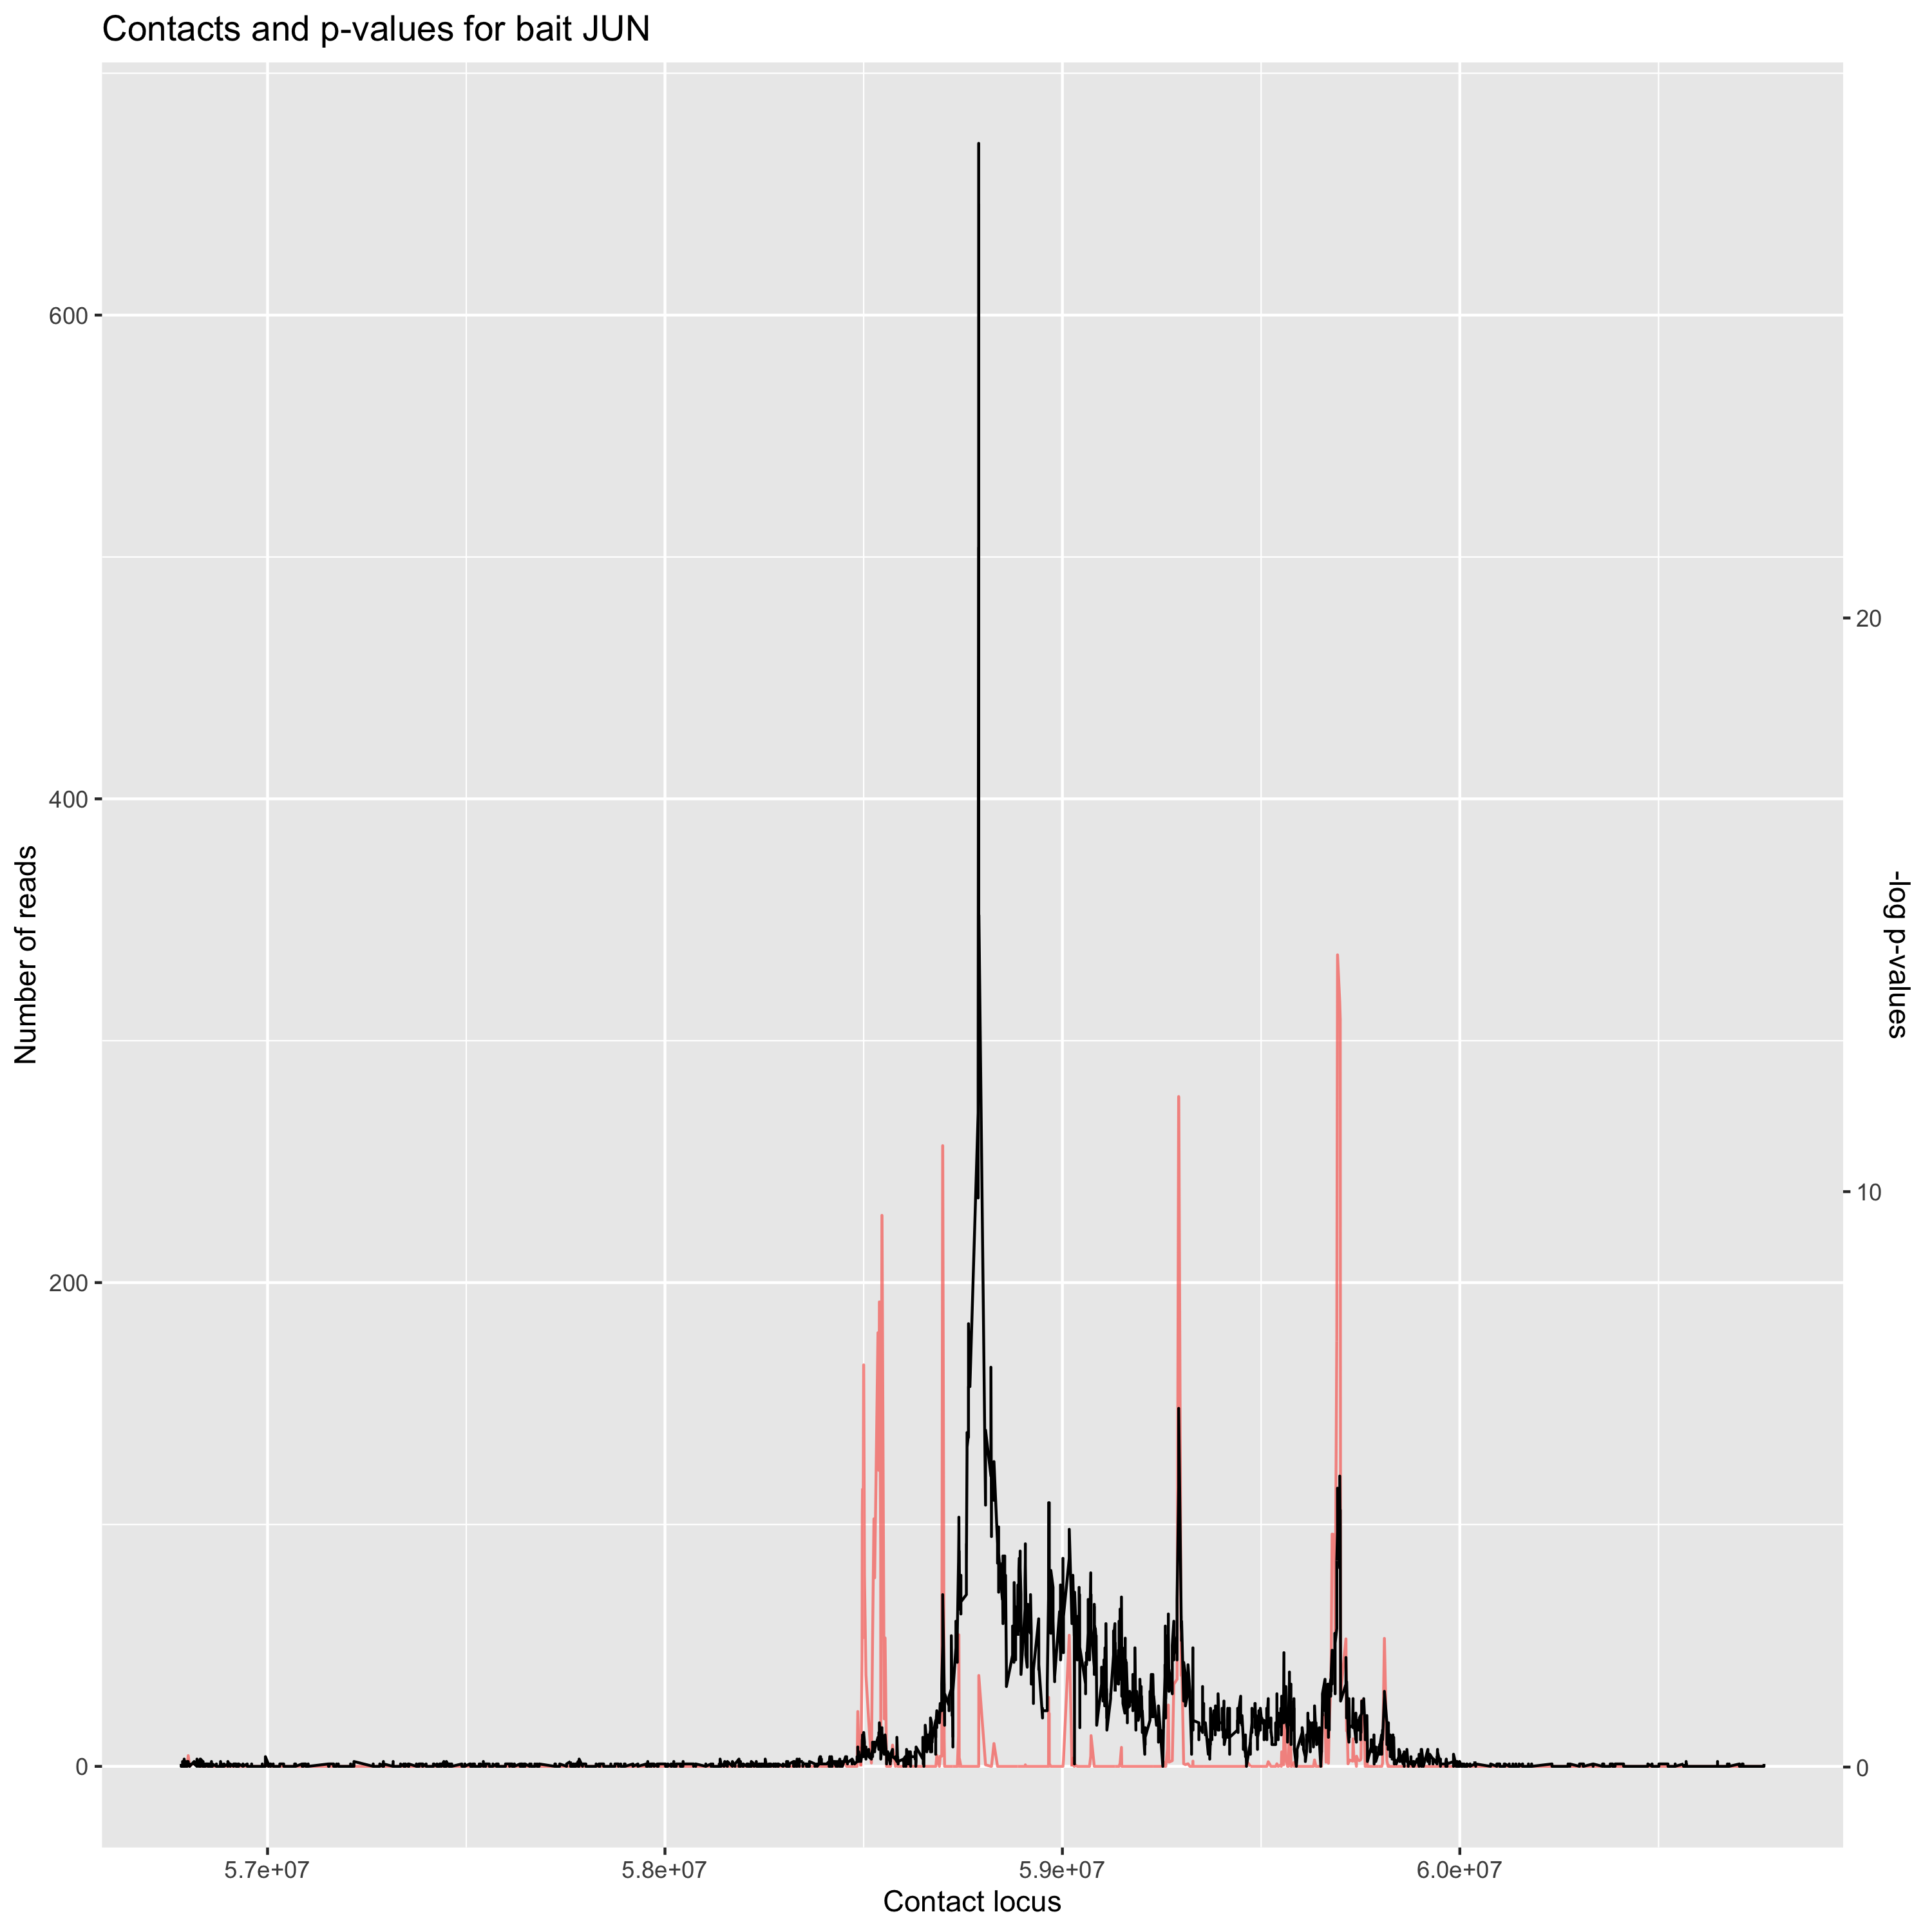 Contacts and p-values for bait JUN
600
400
200
0
Number of reads
20
10
0
-log p-values
5.7e+07
5.8e+07
5.9e+07
6.0e+07
Contact locus